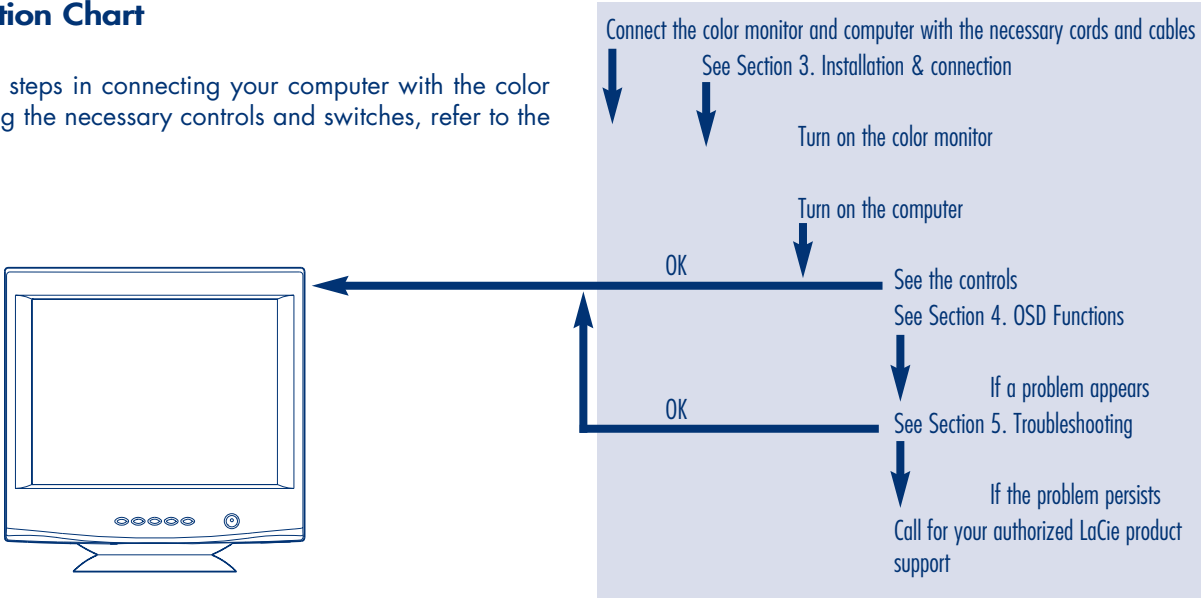 tion Chart
steps in connecting your computer with the color
g the necessary controls and switches, refer to the
Connect the color monitor and computer with the necessary cords and cables
See Section 3. Installation & connection
Turn on the color monitor
Turn on the computer
OK
See the controls
See Section 4. OSD Functions
If a problem appears
OK
See Section 5. Troubleshooting
If the problem persists
Call for your authorized LaCie product
support